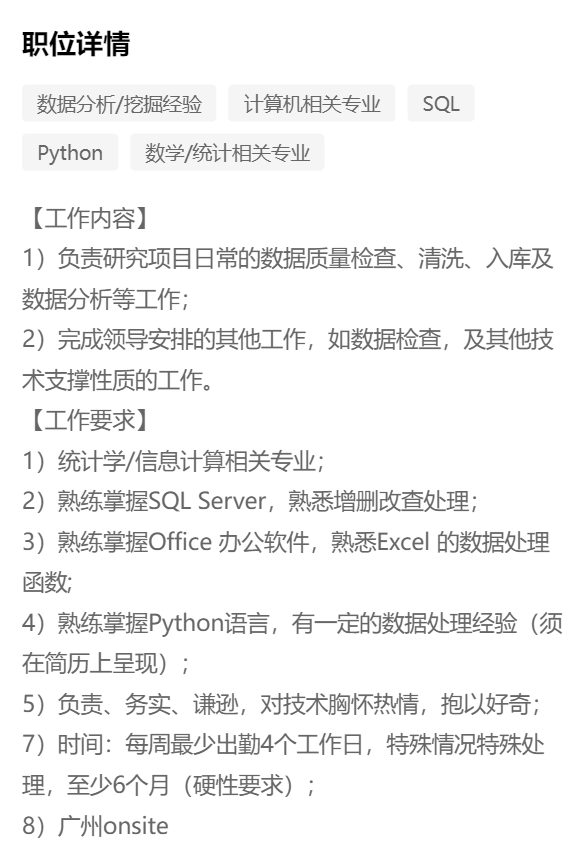 职位详情
数据分析/挖掘经验 计算机相关专业 SQL
Python 数学/统计相关专业
【工作内容】
1）负责研究项目日常的数据质量检查、清洗、入库及
数据分析等工作；
2）完成领导安排的其他工作，如数据检查，及其他技
术支撑性质的工作。
【工作要求】
1）统计学/信息计算相关专业；
2）熟练掌握SQL Server，熟悉增删改查处理；
3）熟练掌握Office 办公软件，熟悉Excel 的数据处理
函数;
4）熟练掌握Python语言，有一定的数据处理经验（须
在简历上呈现）；
5）负责、务实、谦逊，对技术胸怀热情，抱以好奇；
7）时间：每周最少出勤4个工作日，特殊情况特殊处
理，至少6个月（硬性要求）；
8）广州onsite